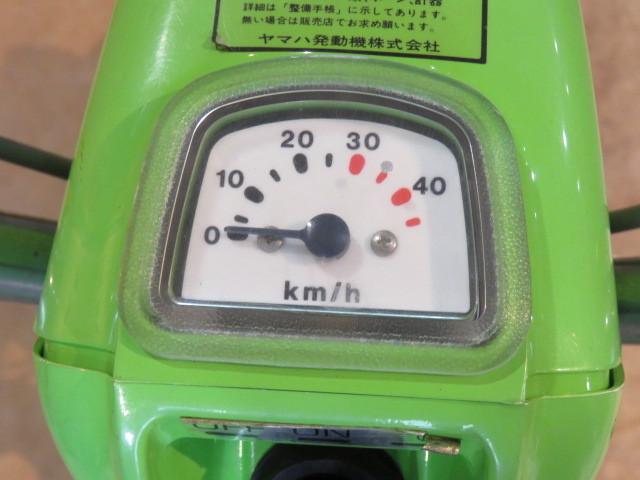 詳細は「整備手帳」に示してあります。
無い場合は販売店でお求め願います。
ヤマハ発動機株式会社
0
10
20
30
40
km/h
ON